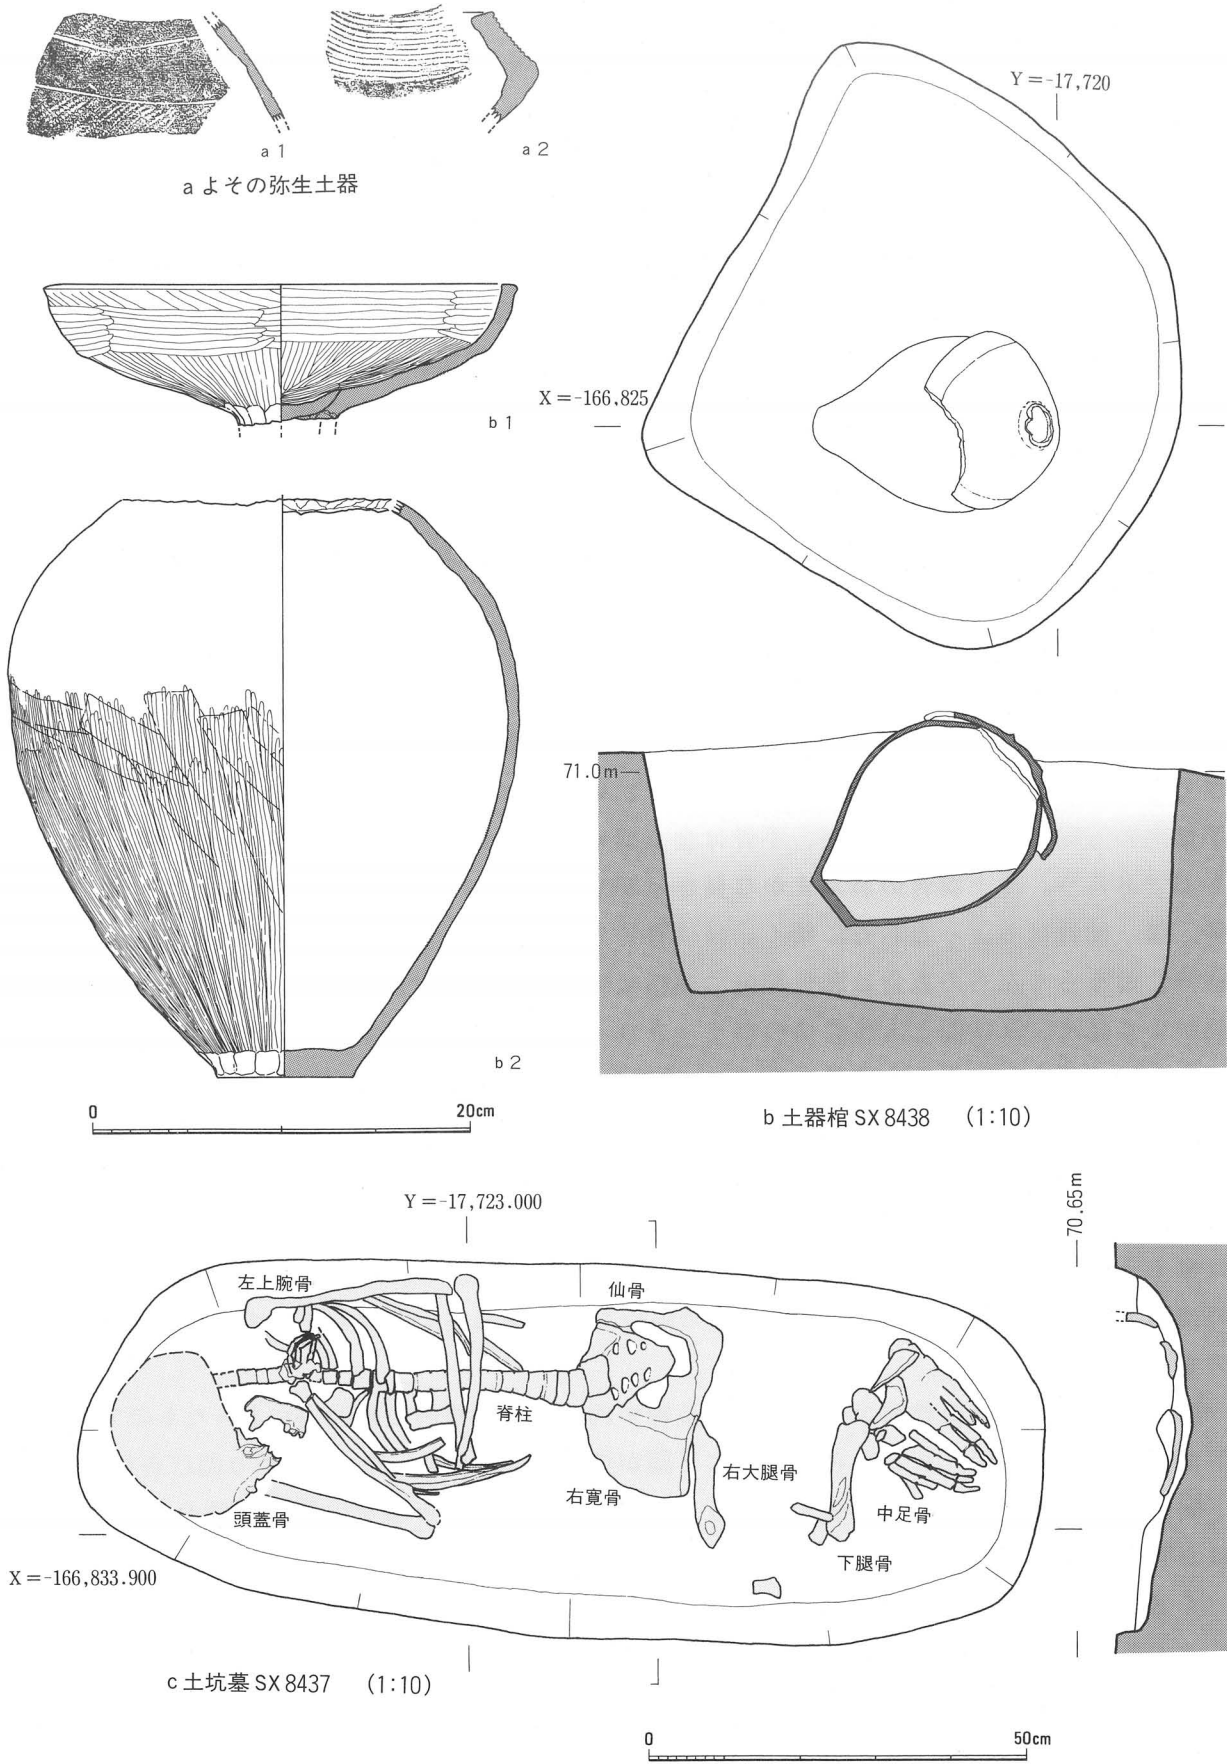 a 1
a 2
a よその弥生土器
Y=-17,720
b 1
X=-166,825
b 2
71.0m
0 20cm
b 土器棺 SX 8438 (1:10)
Y=-17,723.000
70.65m
左上腕骨
仙骨
脊柱
右寛骨
右大腿骨
頭蓋骨
中足骨
下腿骨
X=-166,833.900
c 土坑墓 SX 8437 (1:10)
0 50cm